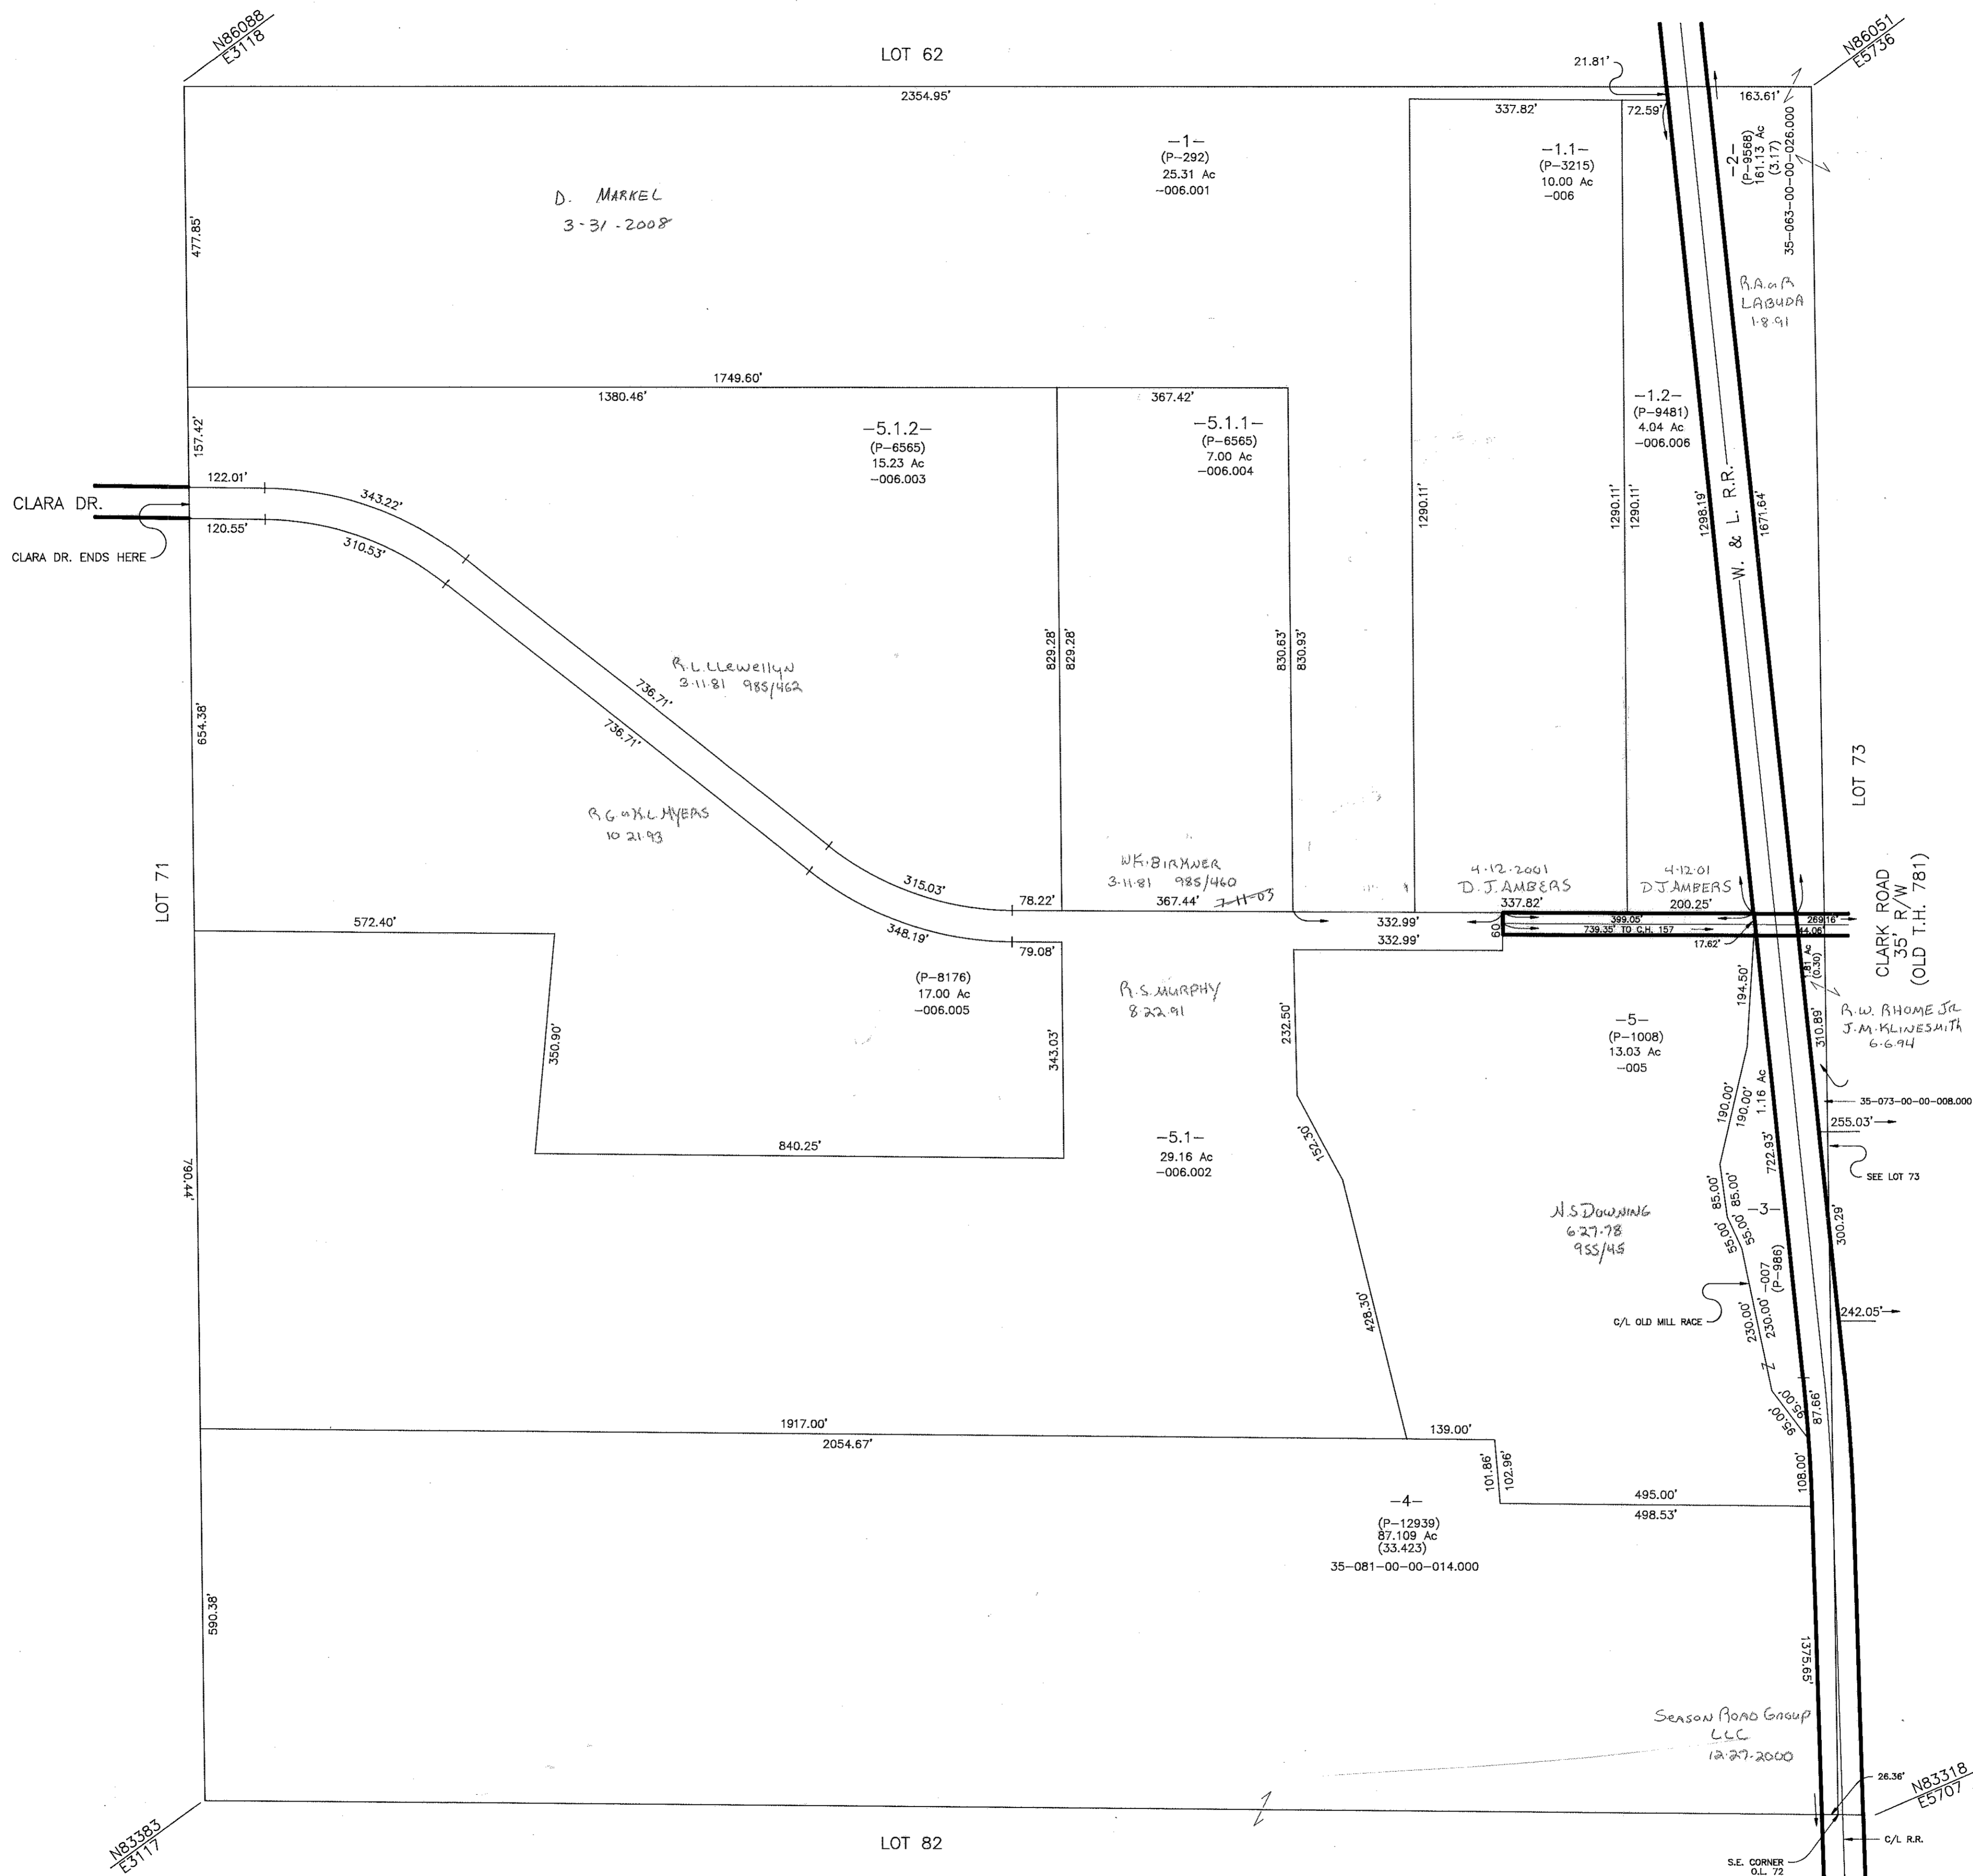 N86088
E3118
LOT 62
N86051
E5736
21.81'
2354.95'
163.61'
337.82'
72.59'
-1-
(P-292)
25.31 Ac
-006.001
-1.1-
(P-3215)
10.00 Ac
-006
-2-
(P-9568)
161.13 Ac
(3.17)
35-063-00-00-026.000
D. MARKEL
3-31-2008
477.85'
R.A. R
LABUDA
1-8-91
1749.60'
1380.46'
367.42'
157.42'
-5.1.2-
(P-6565)
15.23 Ac
-006.003
-5.1.1-
(P-6565)
7.00 Ac
-006.004
-1.2-
(P-9481)
4.04 Ac
-006.006
122.01'
343.22'
CLARA DR.
120.55'
310.53'
CLARA DR. ENDS HERE
1290.11'
1290.11'
1290.11'
1298.19'
W. & L. R.R.
1671.64'
829.28'
829.28'
830.63'
830.93'
654.38'
R.L. Llewellyn
3-11-81 985/462
736.71'
736.71'
R G K.L. MYERS
10 21-93
LOT 73
LOT 71
W.K. BIRKNER
3-11-81 985/460
7-11-03
4-12-2001
D. J. AMBERS
4-12-01
D J AMBERS
315.03'
78.22'
367.44'
337.82'
200.25'
572.40'
348.19'
79.08'
332.99'
332.99'
60'
399.05'
269.16'
739.35' TO C.H. 157
44.06'
17.62'
CLARK ROAD
35' R/W
(OLD T.H. 781)
(P-8176)
17.00 Ac
-006.005
R.S. MURPHY
8-22-91
1.81 Ac
(0.30)
194.50'
-5-
(P-1008)
13.03 Ac
-005
R.W. RHOME JR
J.M. KLINESMITH
6-6-94
350.90'
343.03'
232.50'
310.89'
190.00'
190.00'
1.16 Ac
35-073-00-00-008.000
255.03'
840.25'
-5.1-
29.16 Ac
-006.002
152.30'
722.93'
SEE LOT 73
790.44'
85.00'
85.00'
-3-
N.S DOWNING
6-27-78
955/45
55.00'
55.00'
300.29'
-007
(P-986)
C/L OLD MILL RACE
230.00'
230.00'
242.05'
428.30'
95.00'
95.00'
87.66'
1917.00'
2054.67'
139.00'
101.86'
102.96'
108.00'
495.00'
498.53'
-4-
(P-12939)
87.109 Ac
(33.423)
35-081-00-00-014.000
590.38'
1375.65'
SEASON ROAD GROUP
LLC
12-27-2000
26.36'
N83318
E5707
N83383
E3117
LOT 82
C/L R.R.
S.E. CORNER
O.L. 72